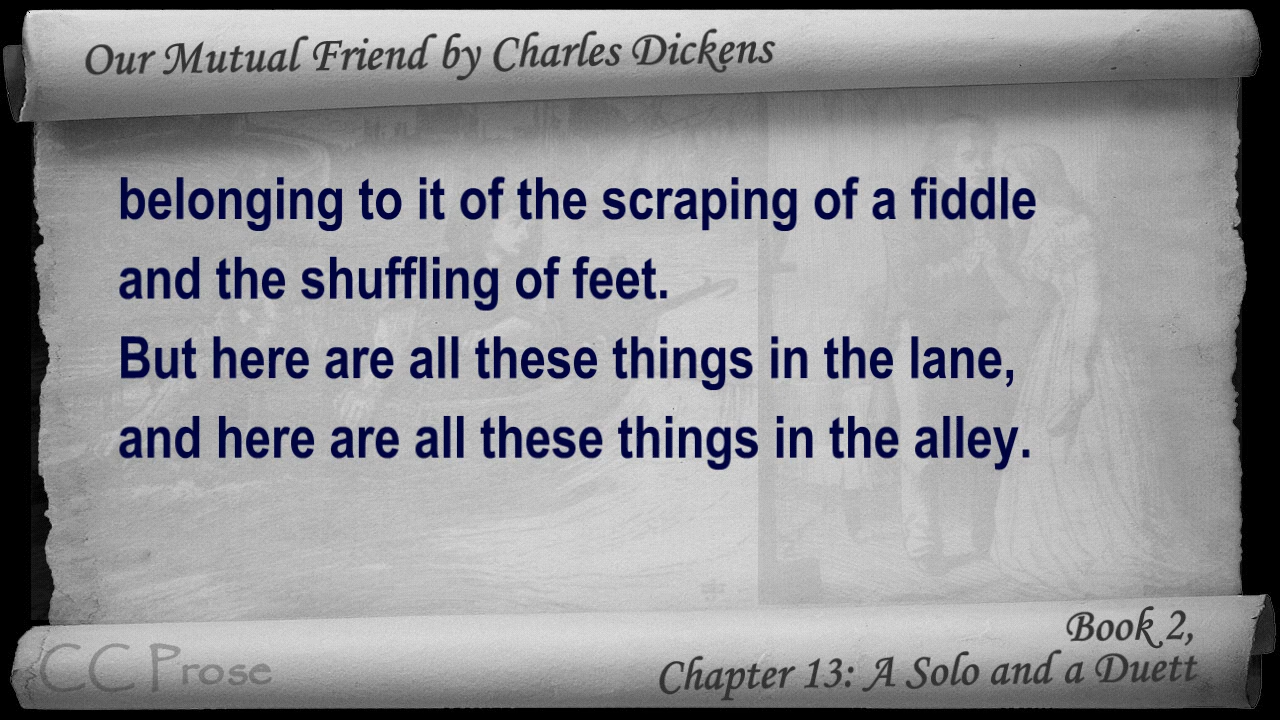 Our Mutual Friend by Charles Dickens
belonging to it of the scraping of a fiddle
and the shuffling of feet.
But here are all these things in the lane,
and here are all these things in the alley.
Book 2,
Chapter 13: A Solo and a Duett
CC Prose